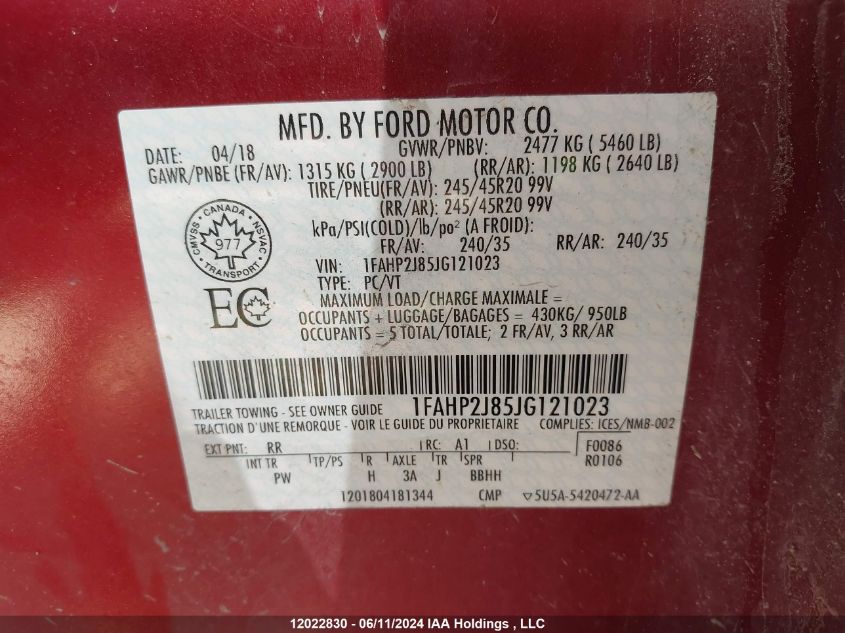 MFD. BY FORD MOTOR CO.
DATE: 04/18 GVWR/PNBV: 2477 KG ( 5460 LB)
GAWR/PNBE (FR/AV): 1315 KG ( 2900 LB) (RR/AR): 1198 KG ( 2640 LB)
TIRE/PNEU(FR/AV): 245/45R20 99V
(RR/AR): 245/45R20 99V
kPa/PSI(COLD)/lb/po² (A FROID):
FR/AV: 240/35 RR/AR: 240/35
VIN: 1FAHP2J85JG121023
TYPE: PC/VT
MAXIMUM LOAD/CHARGE MAXIMALE =
OCCUPANTS + LUGGAGE/BAGAGES = 430KG/ 950LB
OCCUPANTS = 5 TOTAL/TOTALE; 2 FR/AV, 3 RR/AR
CANADA
CMVSS NSVAC
977
TRANSPORT
EC
1FAHP2J85JG121023
TRAILER TOWING - SEE OWNER GUIDE
TRACTION D'UNE REMORQUE - VOIR LE GUIDE DU PROPRIETAIRE COMPLIES: ICES/NMB-002
EXT PNT: RR RC: A1 DSO: F0086
INT TR TP/PS R AXLE TR SPR R0106
PW H 3A J BBHH
1201804181344 CMP ▽5U5A-5420472-AA
12022830 - 06/11/2024 IAA Holdings , LLC